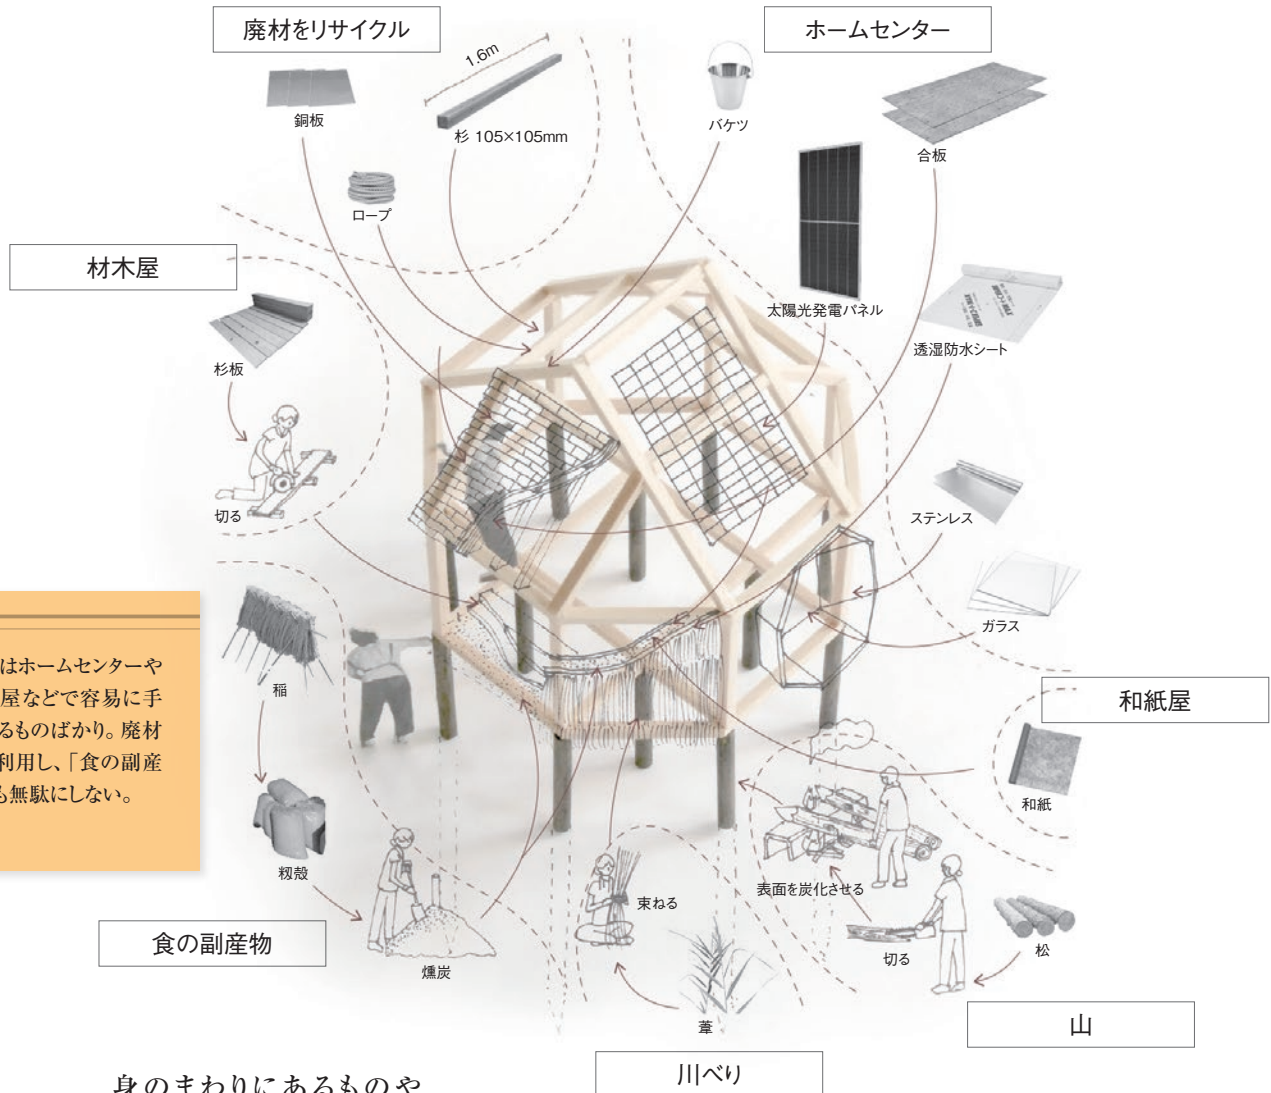 廃材をリサイクル
ホームセンター
1.6m
銅板
杉 105×105mm
バケツ
合板
ロープ
材木屋
太陽光発電パネル
透湿防水シート
杉板
切る
ステンレス
ガラス
はホームセンターや
屋などで容易に手
るものばかり。廃材
利用し、「食の副産
も無駄にしない。
稲
和紙屋
和紙
籾殻
表面を炭化させる
束ねる
食の副産物
燻炭
切る
松
葦
山
川べり
身のまわりにあるものや